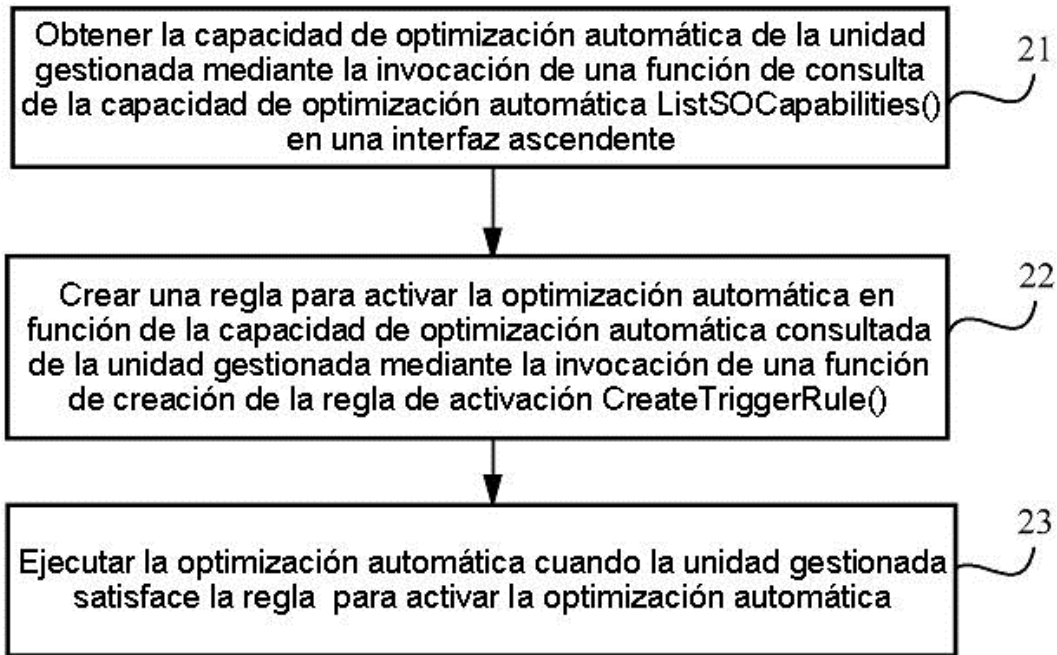 Obtener la capacidad de optimización automática de la unidad
gestionada mediante la invocación de una función de consulta
de la capacidad de optimización automática ListSOCapabilities()
en una interfaz ascendente
21
Crear una regla para activar la optimización automática en
función de la capacidad de optimización automática consultada
de la unidad gestionada mediante la invocación de una función
de creación de la regla de activación CreateTriggerRule()
22
Ejecutar la optimización automática cuando la unidad gestionada
satisface la regla para activar la optimización automática
23